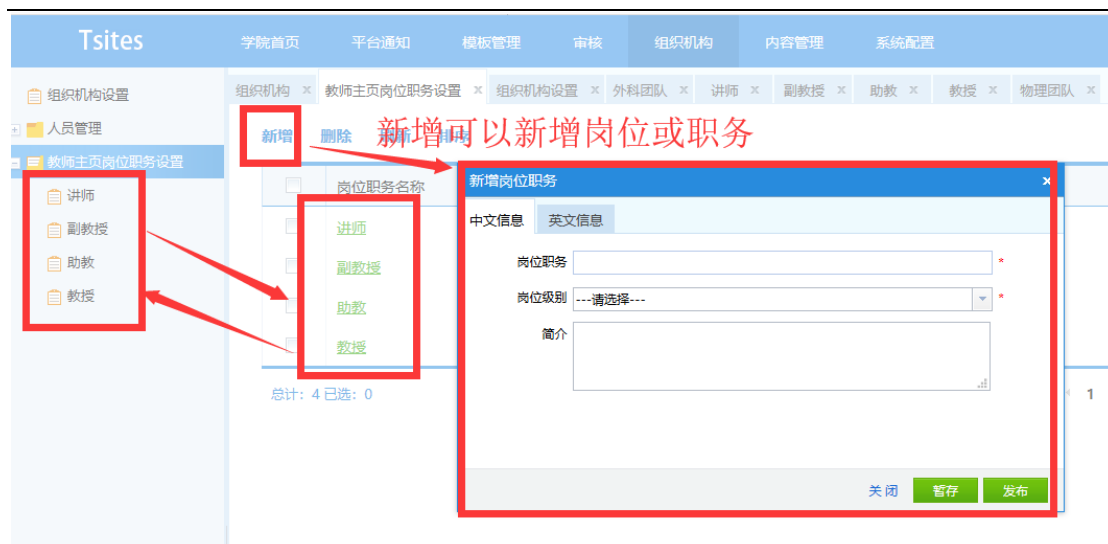 Tsites 学院首页 平台通知 模板管理 审核 组织机构 内容管理 系统配置
组织机构 x 教师主页岗位职务设置 x 组织机构设置 x 外科团队 x 讲师 x 副教授 x 助教 x 教授 x 物理团队 x
组织机构设置
人员管理
教师主页岗位职务设置
讲师
副教授
助教
教授
新增 删除
新增可以新增岗位或职务
岗位职务名称
讲师
副教授
助教
教授
总计：4 已选：0
1
新增岗位职务 x
中文信息 英文信息
岗位职务 *
岗位级别 ---请选择--- *
简介
关闭 暂存 发布